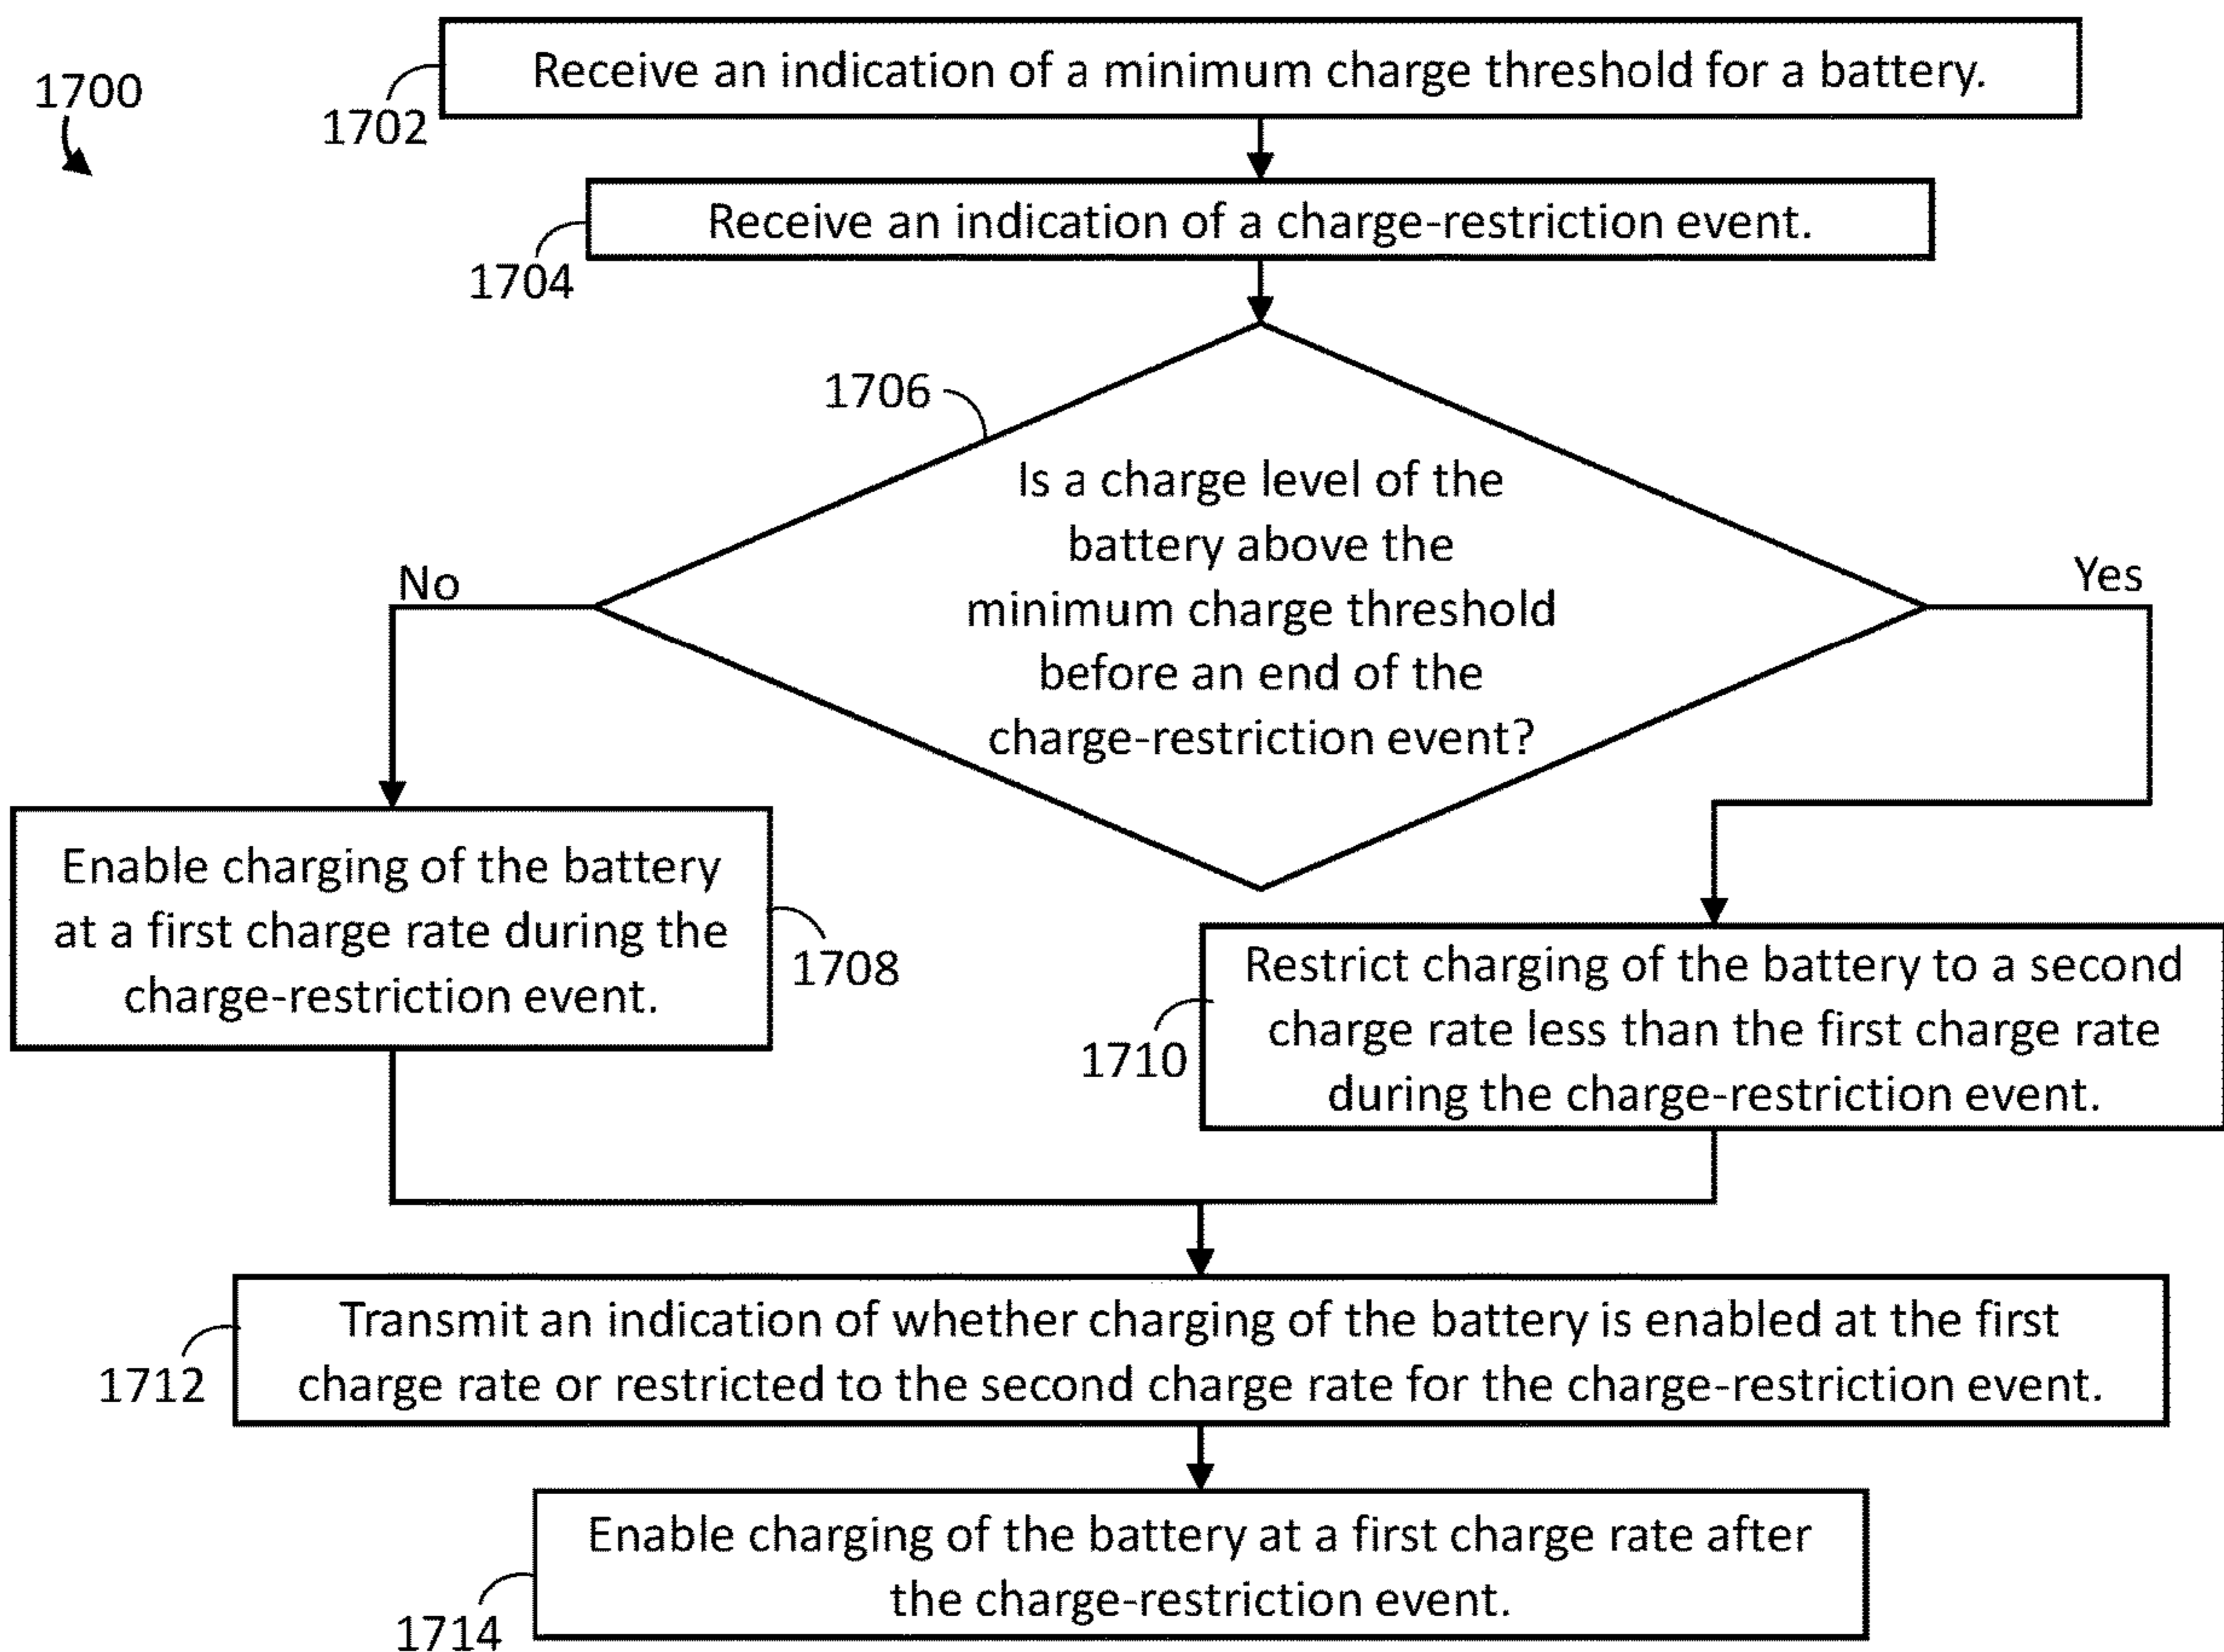 1700
Receive an indication of a minimum charge threshold for a battery.
1702
Receive an indication of a charge-restriction event.
1704
1706
Is a charge level of the
battery above the
minimum charge threshold
before an end of the
charge-restriction event?
No
Yes
Enable charging of the battery
at a first charge rate during the
charge-restriction event.
1708
Restrict charging of the battery to a second
charge rate less than the first charge rate
during the charge-restriction event.
1710
Transmit an indication of whether charging of the battery is enabled at the first
charge rate or restricted to the second charge rate for the charge-restriction event.
1712
Enable charging of the battery at a first charge rate after
the charge-restriction event.
1714